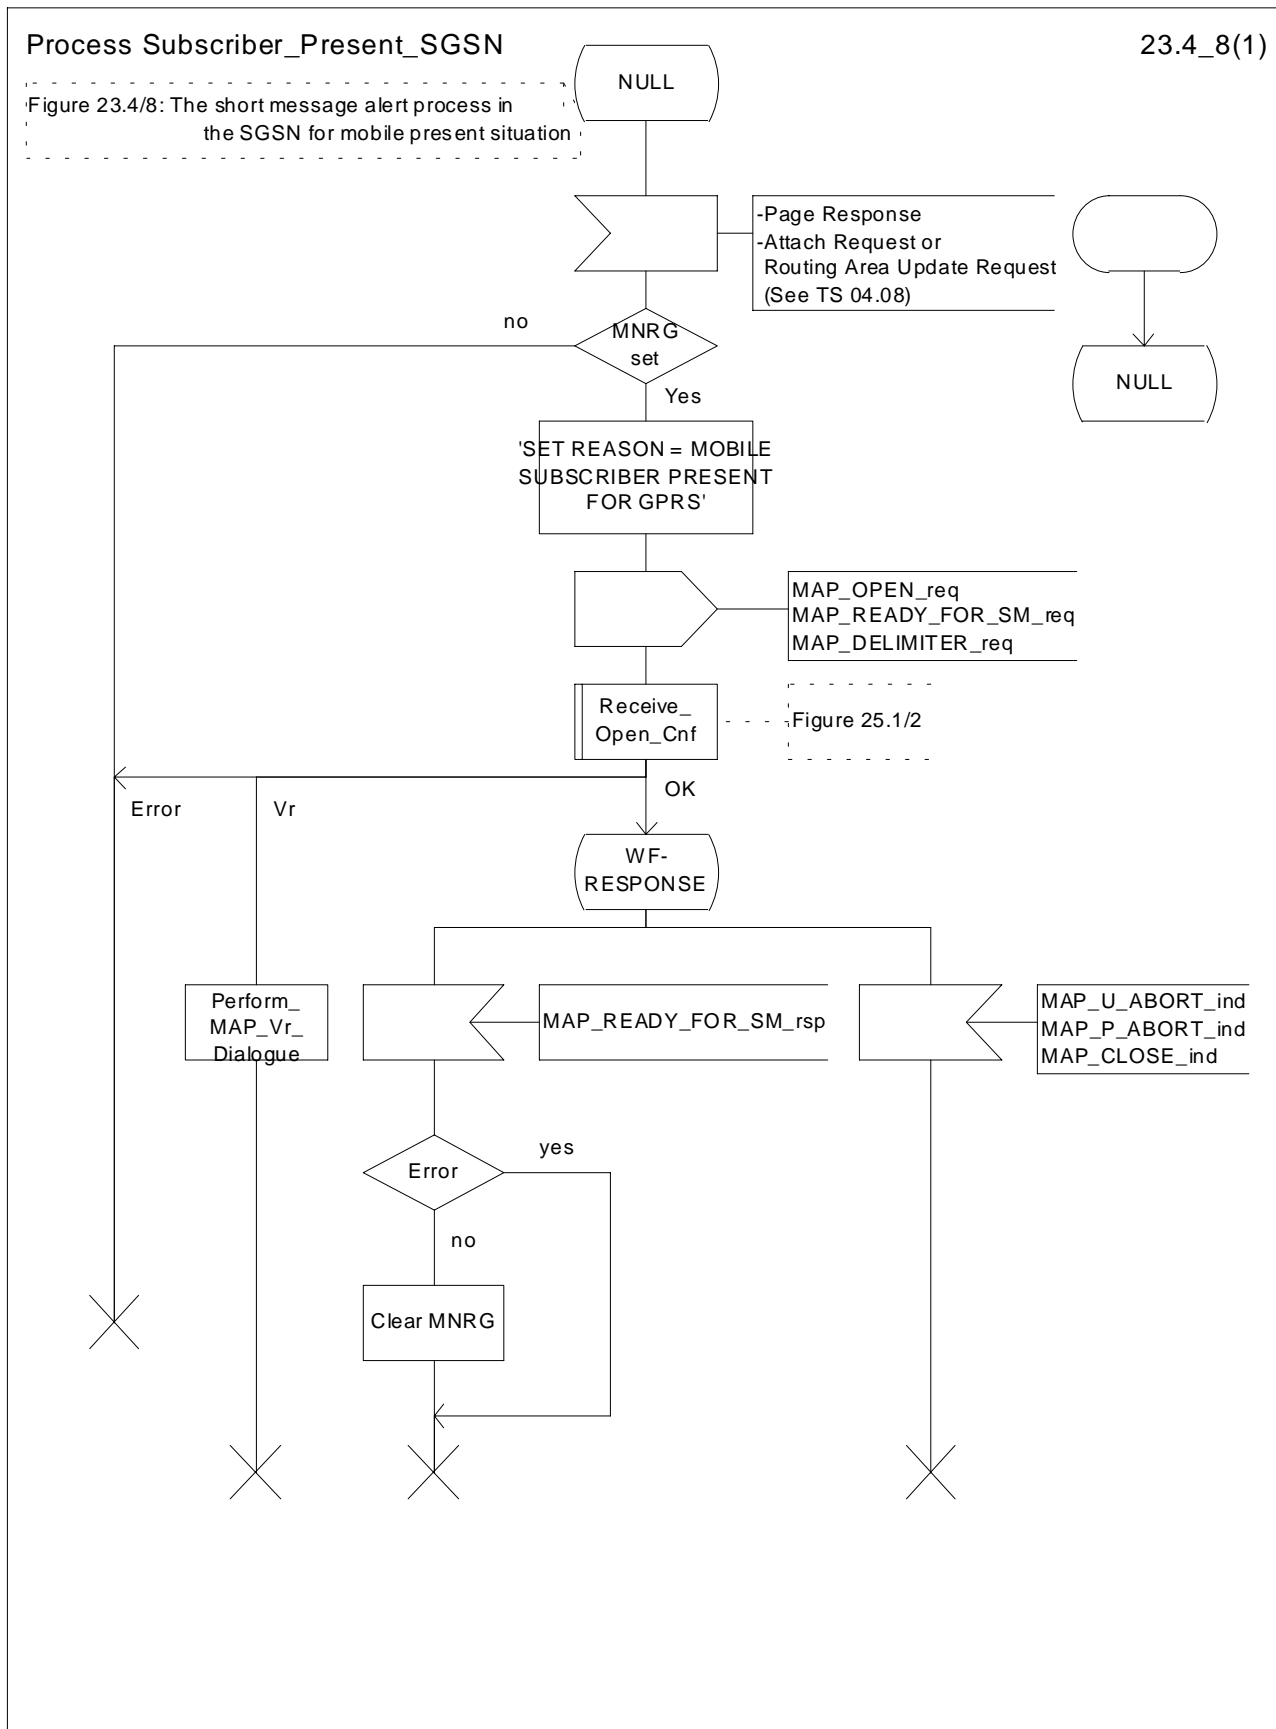 Process Subscriber_Present_SGSN
23.4_8(1)
Figure 23.4/8: The short message alert process in
the SGSN for mobile present situation
NULL
-Page Response
-Attach Request or
Routing Area Update Request
(See TS 04.08)
NULL
no
MNRG
set
Yes
'SET REASON = MOBILE
SUBSCRIBER PRESENT
FOR GPRS'
MAP_OPEN_req
MAP_READY_FOR_SM_req
MAP_DELIMITER_req
Receive_
Open_Cnf
Figure 25.1/2
Error
Vr
OK
WF-
RESPONSE
Perform_
MAP_Vr_
Dialogue
MAP_READY_FOR_SM_rsp
MAP_U_ABORT_ind
MAP_P_ABORT_ind
MAP_CLOSE_ind
Error
yes
no
Clear MNRG